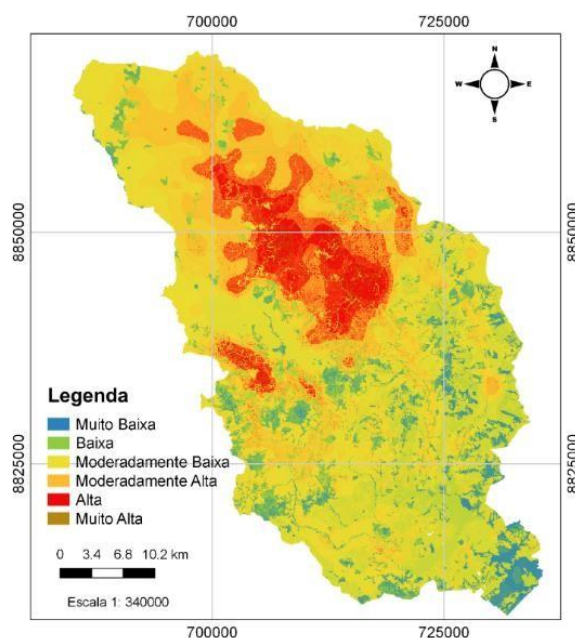 700000 725000
N
W E
S
8850000 8850000
Legenda
Muito Baixa
Baixa
Moderadamente Baixa
Moderadamente Alta
Alta
Muito Alta
8825000 8825000
0 3.4 6.8 10.2 km
Escala 1: 340000
700000 725000